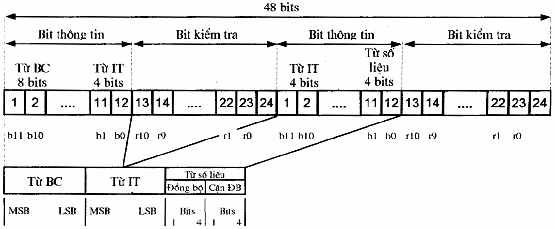 48 bits
Bit thông tin Bit kiểm tra Bit thông tin Bit kiểm tra
Từ BC 8 bits Từ IT 4 bits Từ IT 4 bits Từ số liệu 4 bits
1 2 .... 11 12 13 14 .... 22 23 24 1 2 .... 11 12 13 14 .... 22 23 24
b11 b10 b1 b0 r10 r9 r1 r0 b11 b10 b1 b0 r10 r9 r1 r0
Từ BC Từ IT Từ số liệu
Đồng bộ Cận ĐB
MSB LSB MSB LSB Bits Bits
1 4 1 4